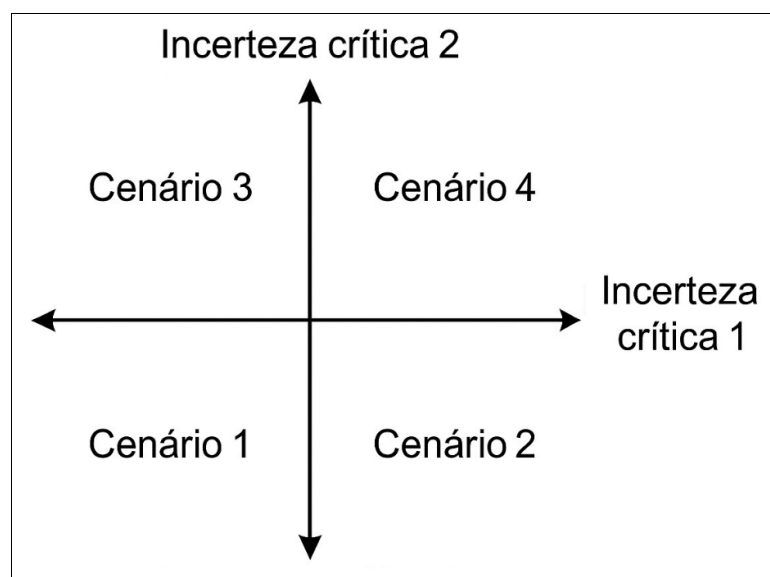 Incerteza crítica 2
Cenário 3
Cenário 4
Incerteza
crítica 1
Cenário 1
Cenário 2